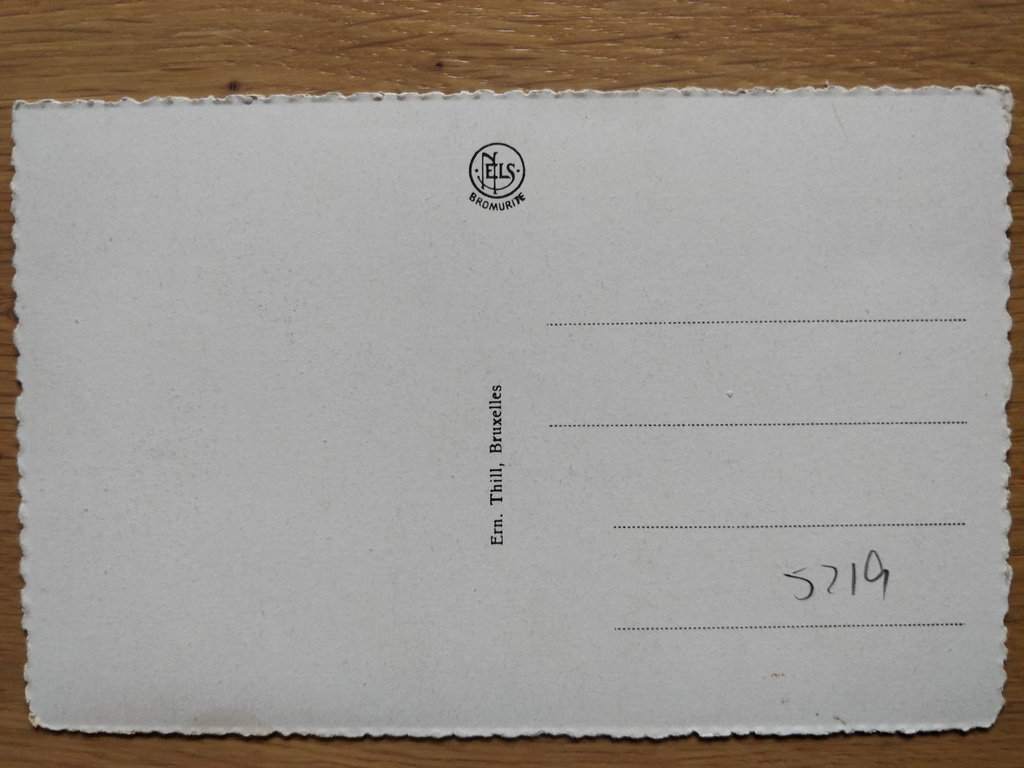 NELS
BROMURITE
Ern. Thill, Bruxelles
5219